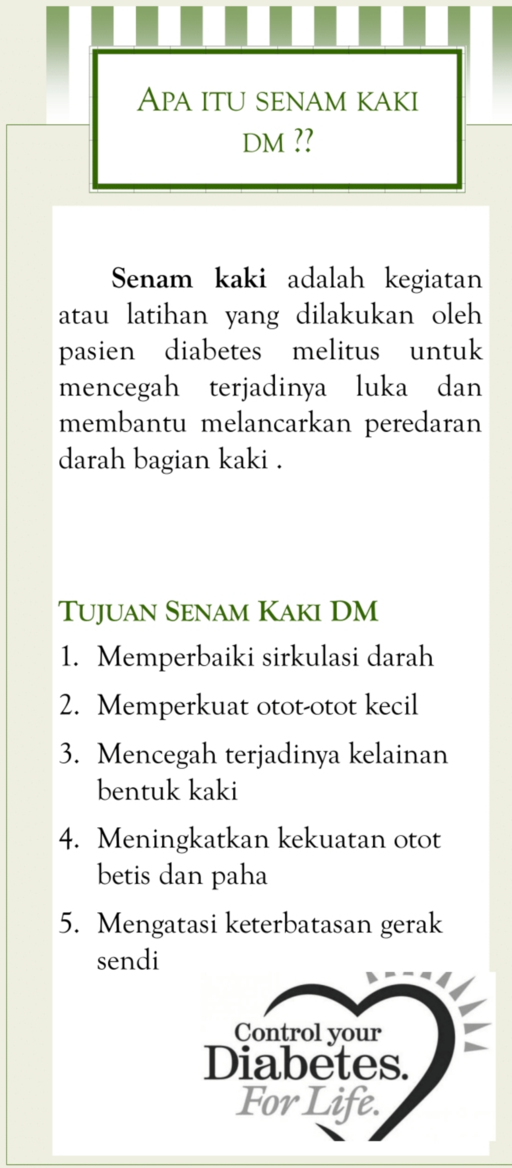 APA ITU SENAM KAKI
DM ??
Senam kaki adalah kegiatan
atau latihan yang dilakukan oleh
pasien diabetes melitus untuk
mencegah terjadinya luka dan
membantu melancarkan peredaran
darah bagian kaki .
TUJUAN SENAM KAKI DM
1. Memperbaiki sirkulasi darah
2. Memperkuat otot-otot kecil
3. Mencegah terjadinya kelainan
bentuk kaki
4. Meningkatkan kekuatan otot
betis dan paha
5. Mengatasi keterbatasan gerak
sendi
Control your
Diabetes.
For Life.